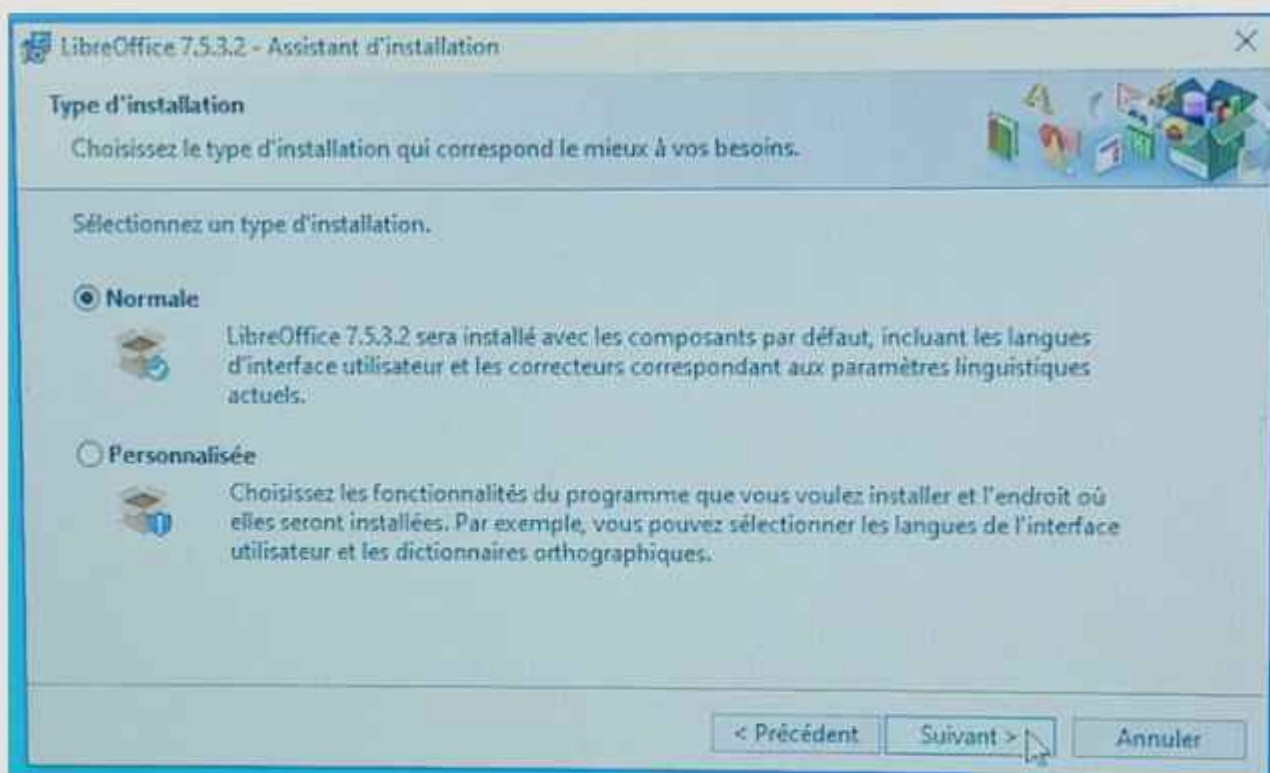 LibreOffice 7.5.3.2 - Assistant d'installation
Type d'installation
Choisissez le type d'installation qui correspond le mieux à vos besoins.
Sélectionnez un type d'installation.
Normale
LibreOffice 7.5.3.2 sera installé avec les composants par défaut, incluant les langues
d'interface utilisateur et les correcteurs correspondant aux paramètres linguistiques
actuels.
Personnalisée
Choisissez les fonctionnalités du programme que vous voulez installer et l'endroit où
elles seront installées. Par exemple, vous pouvez sélectionner les langues de l'interface
utilisateur et les dictionnaires orthographiques.
< Précédent
Suivant >
Annuler